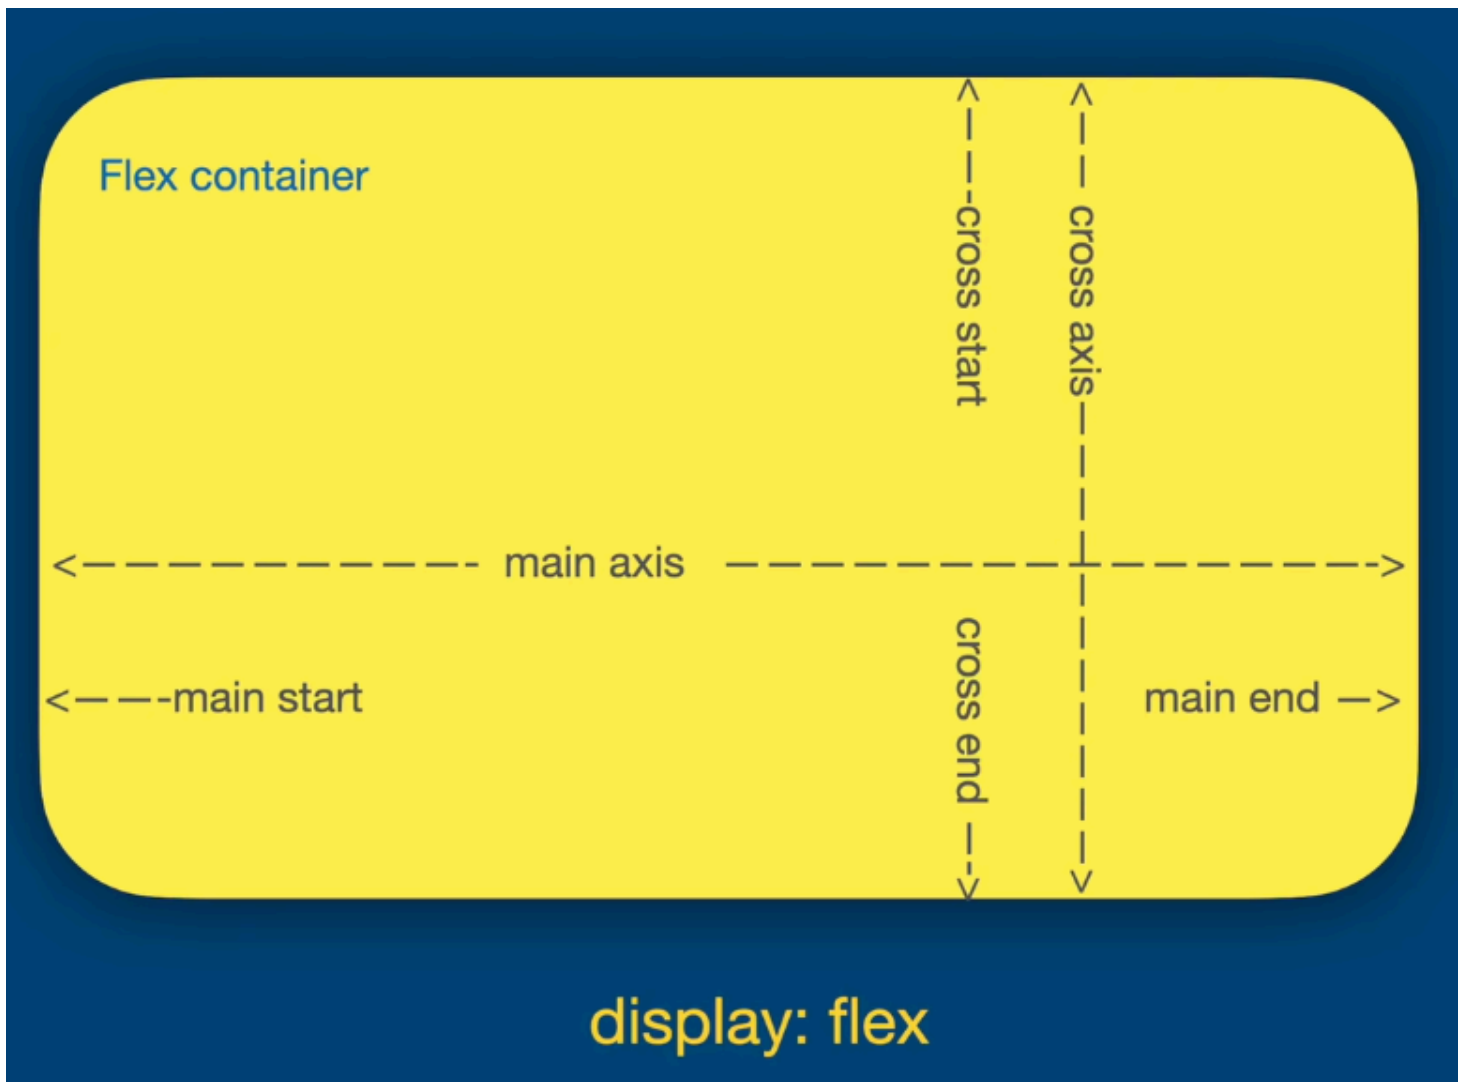 Flex container
cross start
cross axis
main axis
cross end
main start
main end
display: flex